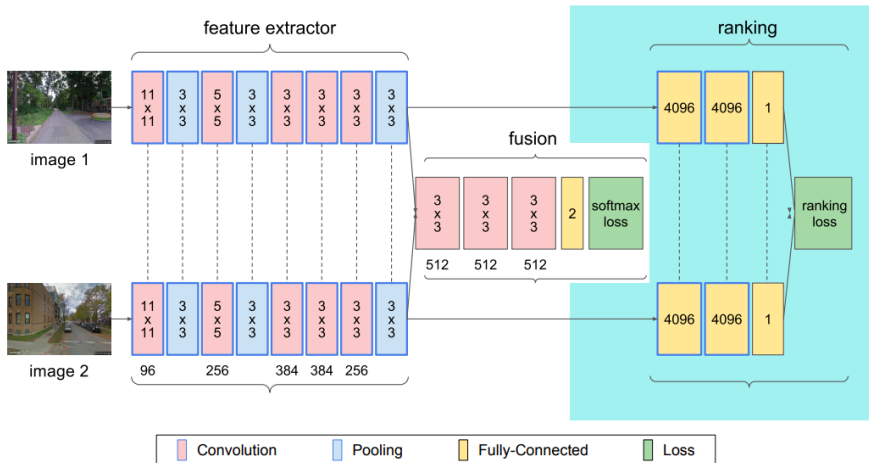 feature extractor
ranking
11 x 11
3 x 3
5 x 5
3 x 3
3 x 3
3 x 3
3 x 3
3 x 3
4096
4096
1
image 1
fusion
3 x 3
3 x 3
3 x 3
2
softmax loss
ranking loss
512
512
512
11 x 11
3 x 3
5 x 5
3 x 3
3 x 3
3 x 3
3 x 3
3 x 3
4096
4096
1
image 2
96
256
384
384
256
Convolution
Pooling
Fully-Connected
Loss